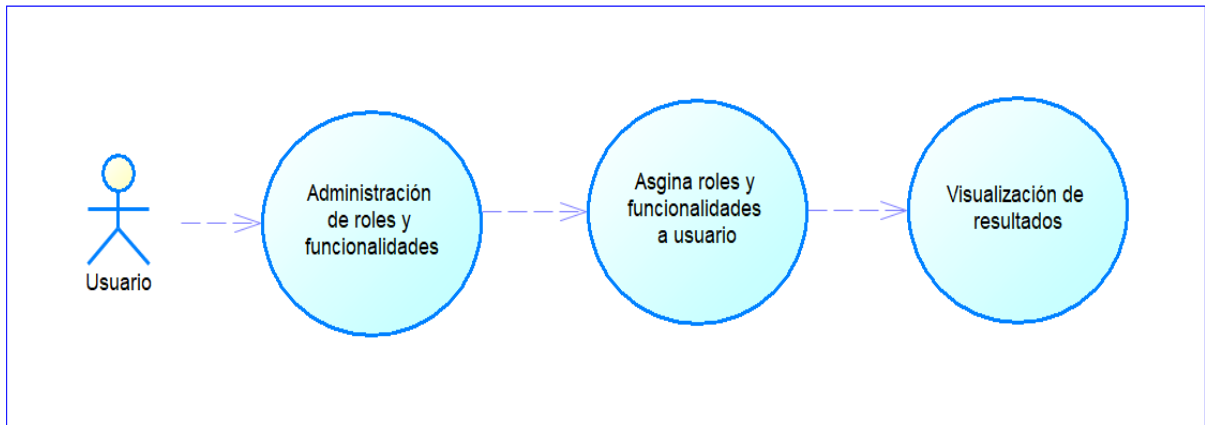 Usuario
Administración
de roles y
funcionalidades
Asgina roles y
funcionalidades
a usuario
Visualización de
resultados